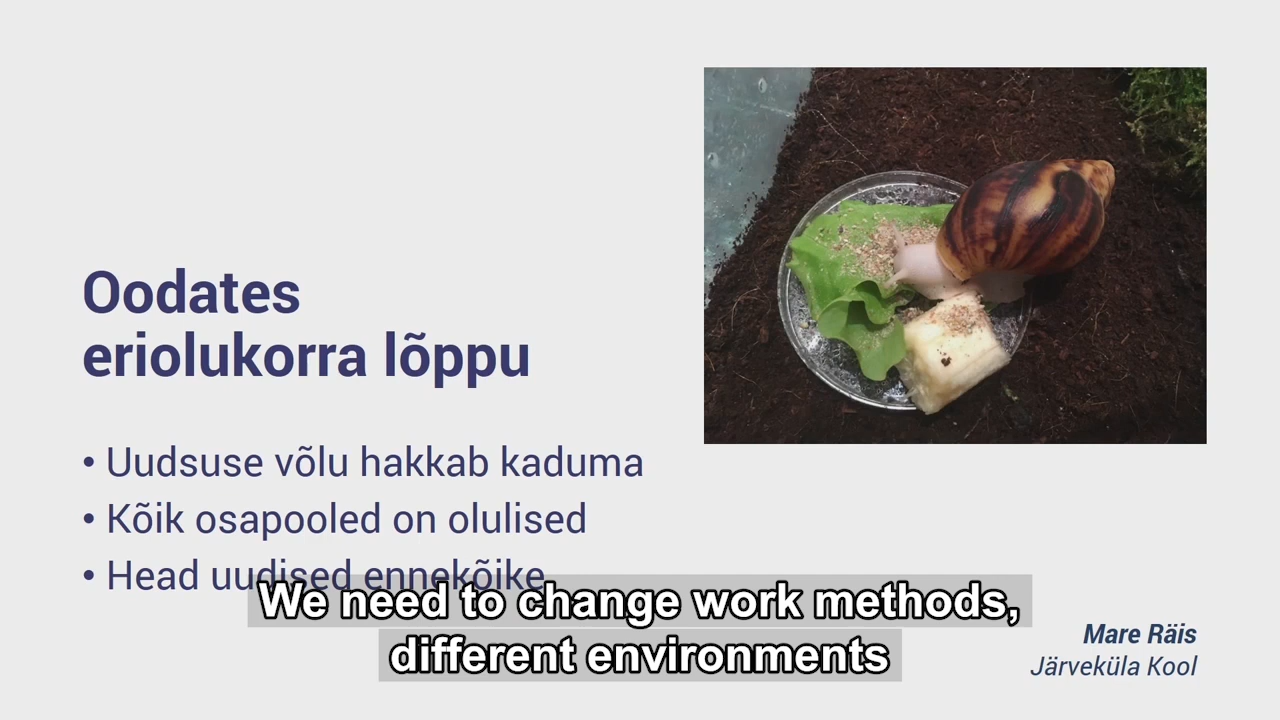 Oodates
eriolukorra lõppu
• Uudsuse võlu hakkab kaduma
• Kõik osapooled on olulised
• Head uudised ennekõike
We need to change work methods,
different environments
Mare Räis
Järveküla Kool